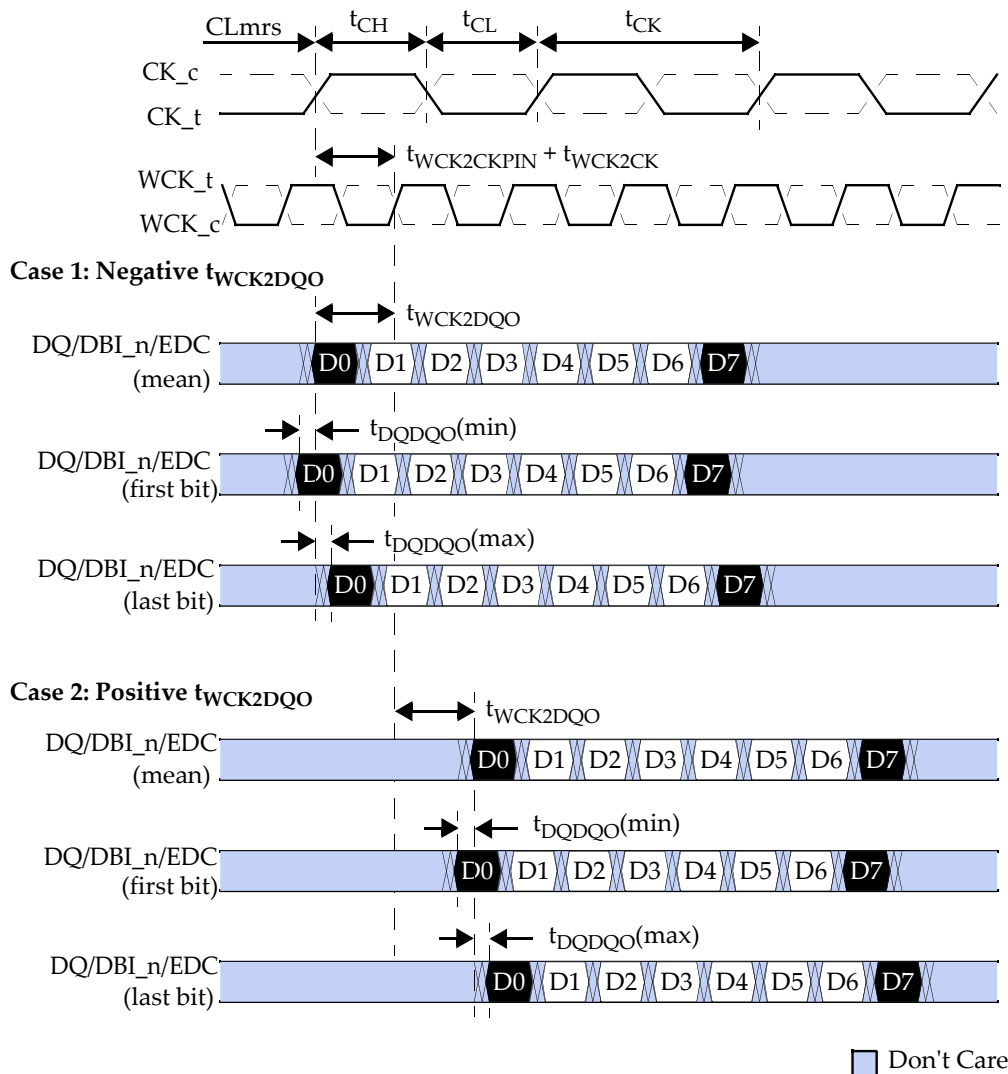 CLmrs tCH tCL tCK
CK_c
CK_t
tWCK2CKPIN + tWCK2CK
WCK_t
WCK_c
Case 1: Negative tWCK2DQO
tWCK2DQO
DQ/DBI_n/EDC
(mean)
D0 D1 D2 D3 D4 D5 D6 D7
tDQDQO(min)
DQ/DBI_n/EDC
(first bit)
D0 D1 D2 D3 D4 D5 D6 D7
tDQDQO(max)
DQ/DBI_n/EDC
(last bit)
D0 D1 D2 D3 D4 D5 D6 D7
Case 2: Positive tWCK2DQO
tWCK2DQO
DQ/DBI_n/EDC
(mean)
D0 D1 D2 D3 D4 D5 D6 D7
tDQDQO(min)
DQ/DBI_n/EDC
(first bit)
D0 D1 D2 D3 D4 D5 D6 D7
tDQDQO(max)
DQ/DBI_n/EDC
(last bit)
D0 D1 D2 D3 D4 D5 D6 D7
Don't Care